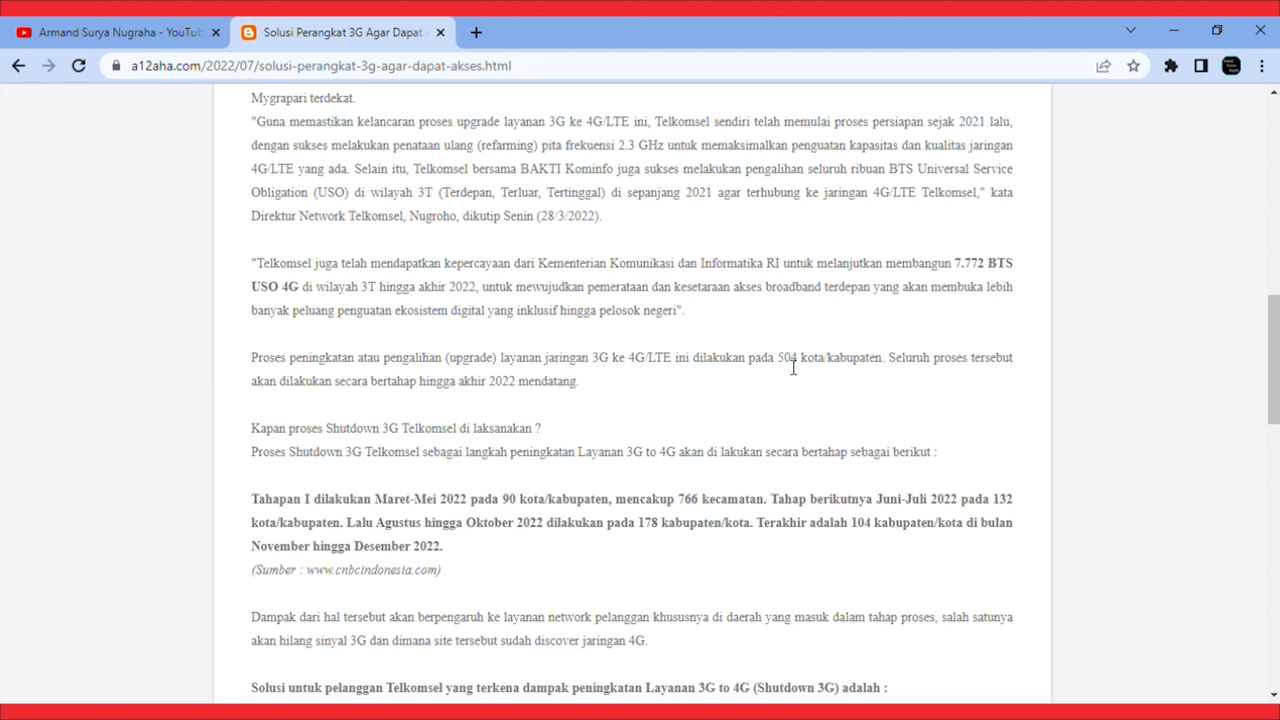 Armand Surya Nugraha - YouTu
Solusi Perangkat 3G Agar Dapat
a12aha.com/2022/07/solusi-perangkat-3g-agar-dapat-akses.html
Mygrapari terdekat.
"Guna memastikan kelancaran proses upgrade layanan 3G ke 4G/LTE ini, Telkomsel sendiri telah memulai proses persiapan sejak 2021 lalu,
dengan sukses melakukan penataan ulang (refarming) pita frekuensi 2.3 GHz untuk memaksimalkan penguatan kapasitas dan kualitas jaringan
4G/LTE yang ada. Selain itu, Telkomsel bersama BAKTI Kominfo juga sukses melakukan pengalihan seluruh ribuan BTS Universal Service
Obligation (USO) di wilayah 3T (Terdepan, Terluar, Tertinggal) di sepanjang 2021 agar terhubung ke jaringan 4G/LTE Telkomsel," kata
Direktur Network Telkomsel, Nugroho, dikutip Senin (28/3/2022).
"Telkomsel juga telah mendapatkan kepercayaan dari Kementerian Komunikasi dan Informatika RI untuk melanjutkan membangun 7.772 BTS
USO 4G di wilayah 3T hingga akhir 2022, untuk mewujudkan pemerataan dan kesetaraan akses broadband terdepan yang akan membuka lebih
banyak peluang penguatan ekosistem digital yang inklusif hingga pelosok negeri".
Proses peningkatan atau pengalihan (upgrade) layanan jaringan 3G ke 4G/LTE ini dilakukan pada 504 kota/kabupaten. Seluruh proses tersebut
akan dilakukan secara bertahap hingga akhir 2022 mendatang.
Kapan proses Shutdown 3G Telkomsel di laksanakan ?
Proses Shutdown 3G Telkomsel sebagai langkah peningkatan Layanan 3G to 4G akan di lakukan secara bertahap sebagai berikut :
Tahapan I dilakukan Maret-Mei 2022 pada 90 kota/kabupaten, mencakup 766 kecamatan. Tahap berikutnya Juni-Juli 2022 pada 132
kota/kabupaten. Lalu Agustus hingga Oktober 2022 dilakukan pada 178 kabupaten/kota. Terakhir adalah 104 kabupaten/kota di bulan
November hingga Desember 2022.
(Sumber : www.cnbcindonesia.com)
Dampak dari hal tersebut akan berpengaruh ke layanan network pelanggan khususnya di daerah yang masuk dalam tahap proses, salah satunya
akan hilang sinyal 3G dan dimana site tersebut sudah discover jaringan 4G.
Solusi untuk pelanggan Telkomsel yang terkena dampak peningkatan Layanan 3G to 4G (Shutdown 3G) adalah :